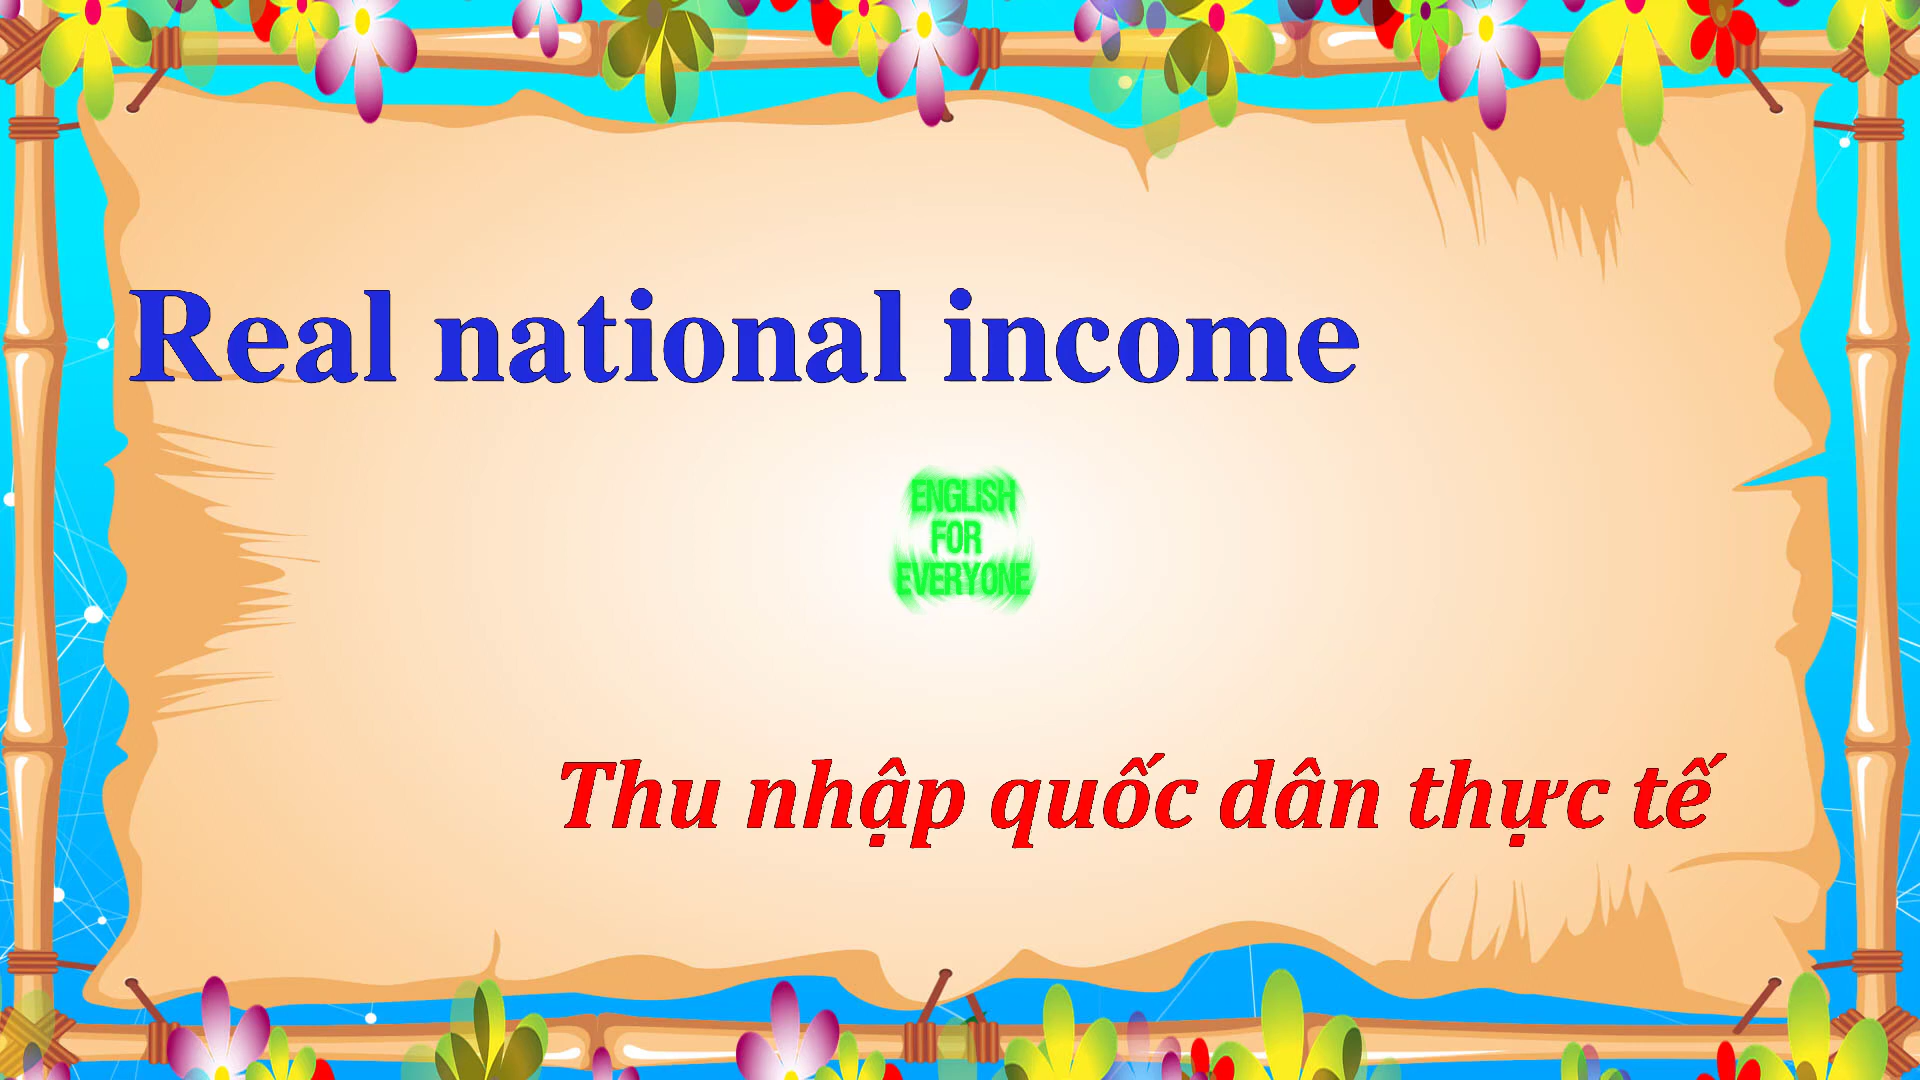 Real national income
ENGLISH
FOR
EVERYONE
Thu nhập quốc dân thực tế